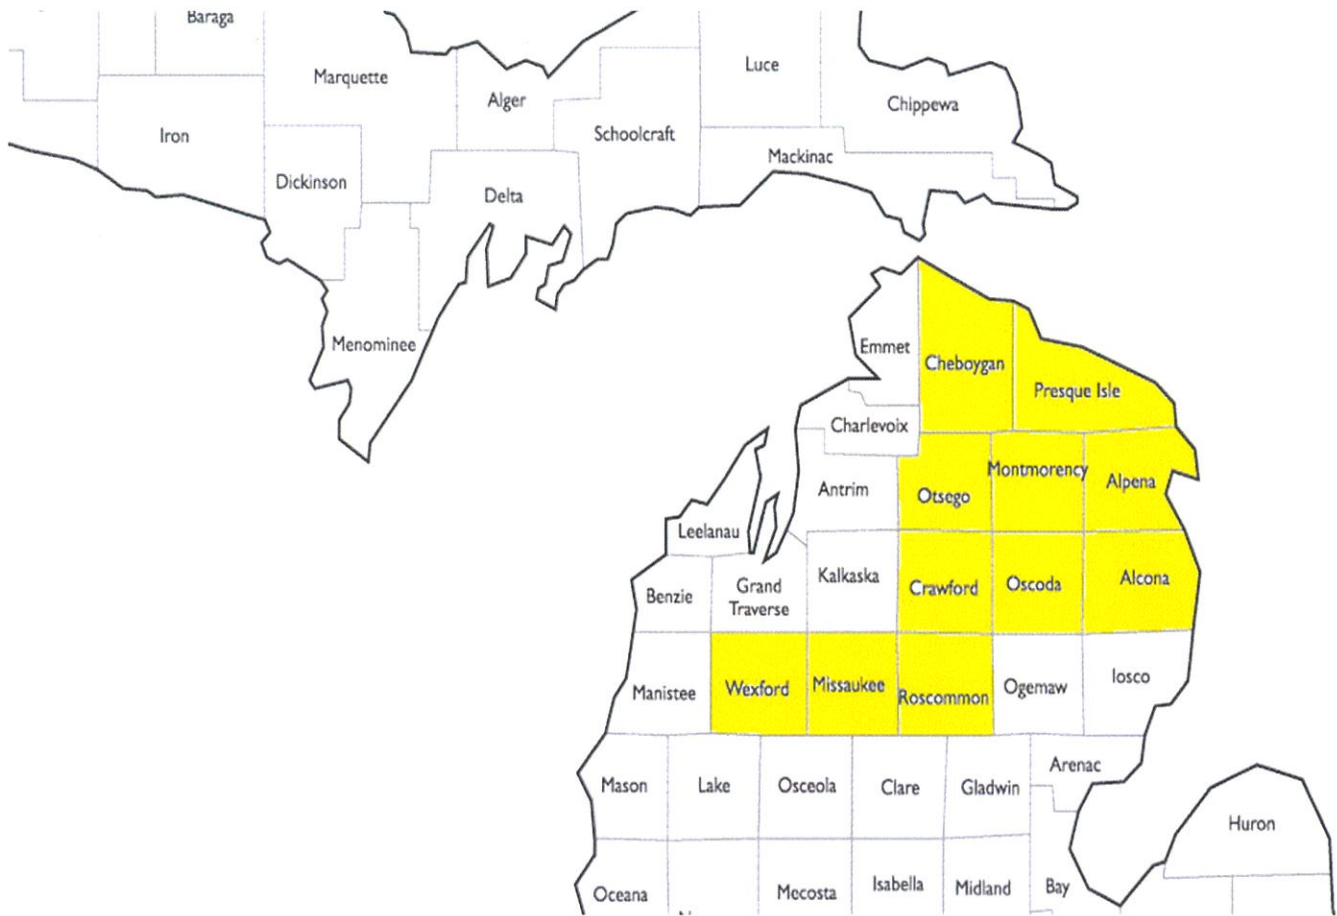 Baraga
Marquette
Luce
Alger
Chippewa
Iron
Schoolcraft
Mackinac
Dickinson
Delta
Menominee
Emmet
Cheboygan
Presque Isle
Charlevoix
Montmorency
Antrim
Otsego
Alpena
Leelanau
Kalkaska
Grand
Traverse
Benzie
Crawford
Oscoda
Alcona
Manistee
Wexford
Missaukee
Roscommon
Ogemaw
Iosco
Mason
Lake
Osceola
Clare
Gladwin
Arenac
Huron
Oceana
Mecosta
Isabella
Midland
Bay